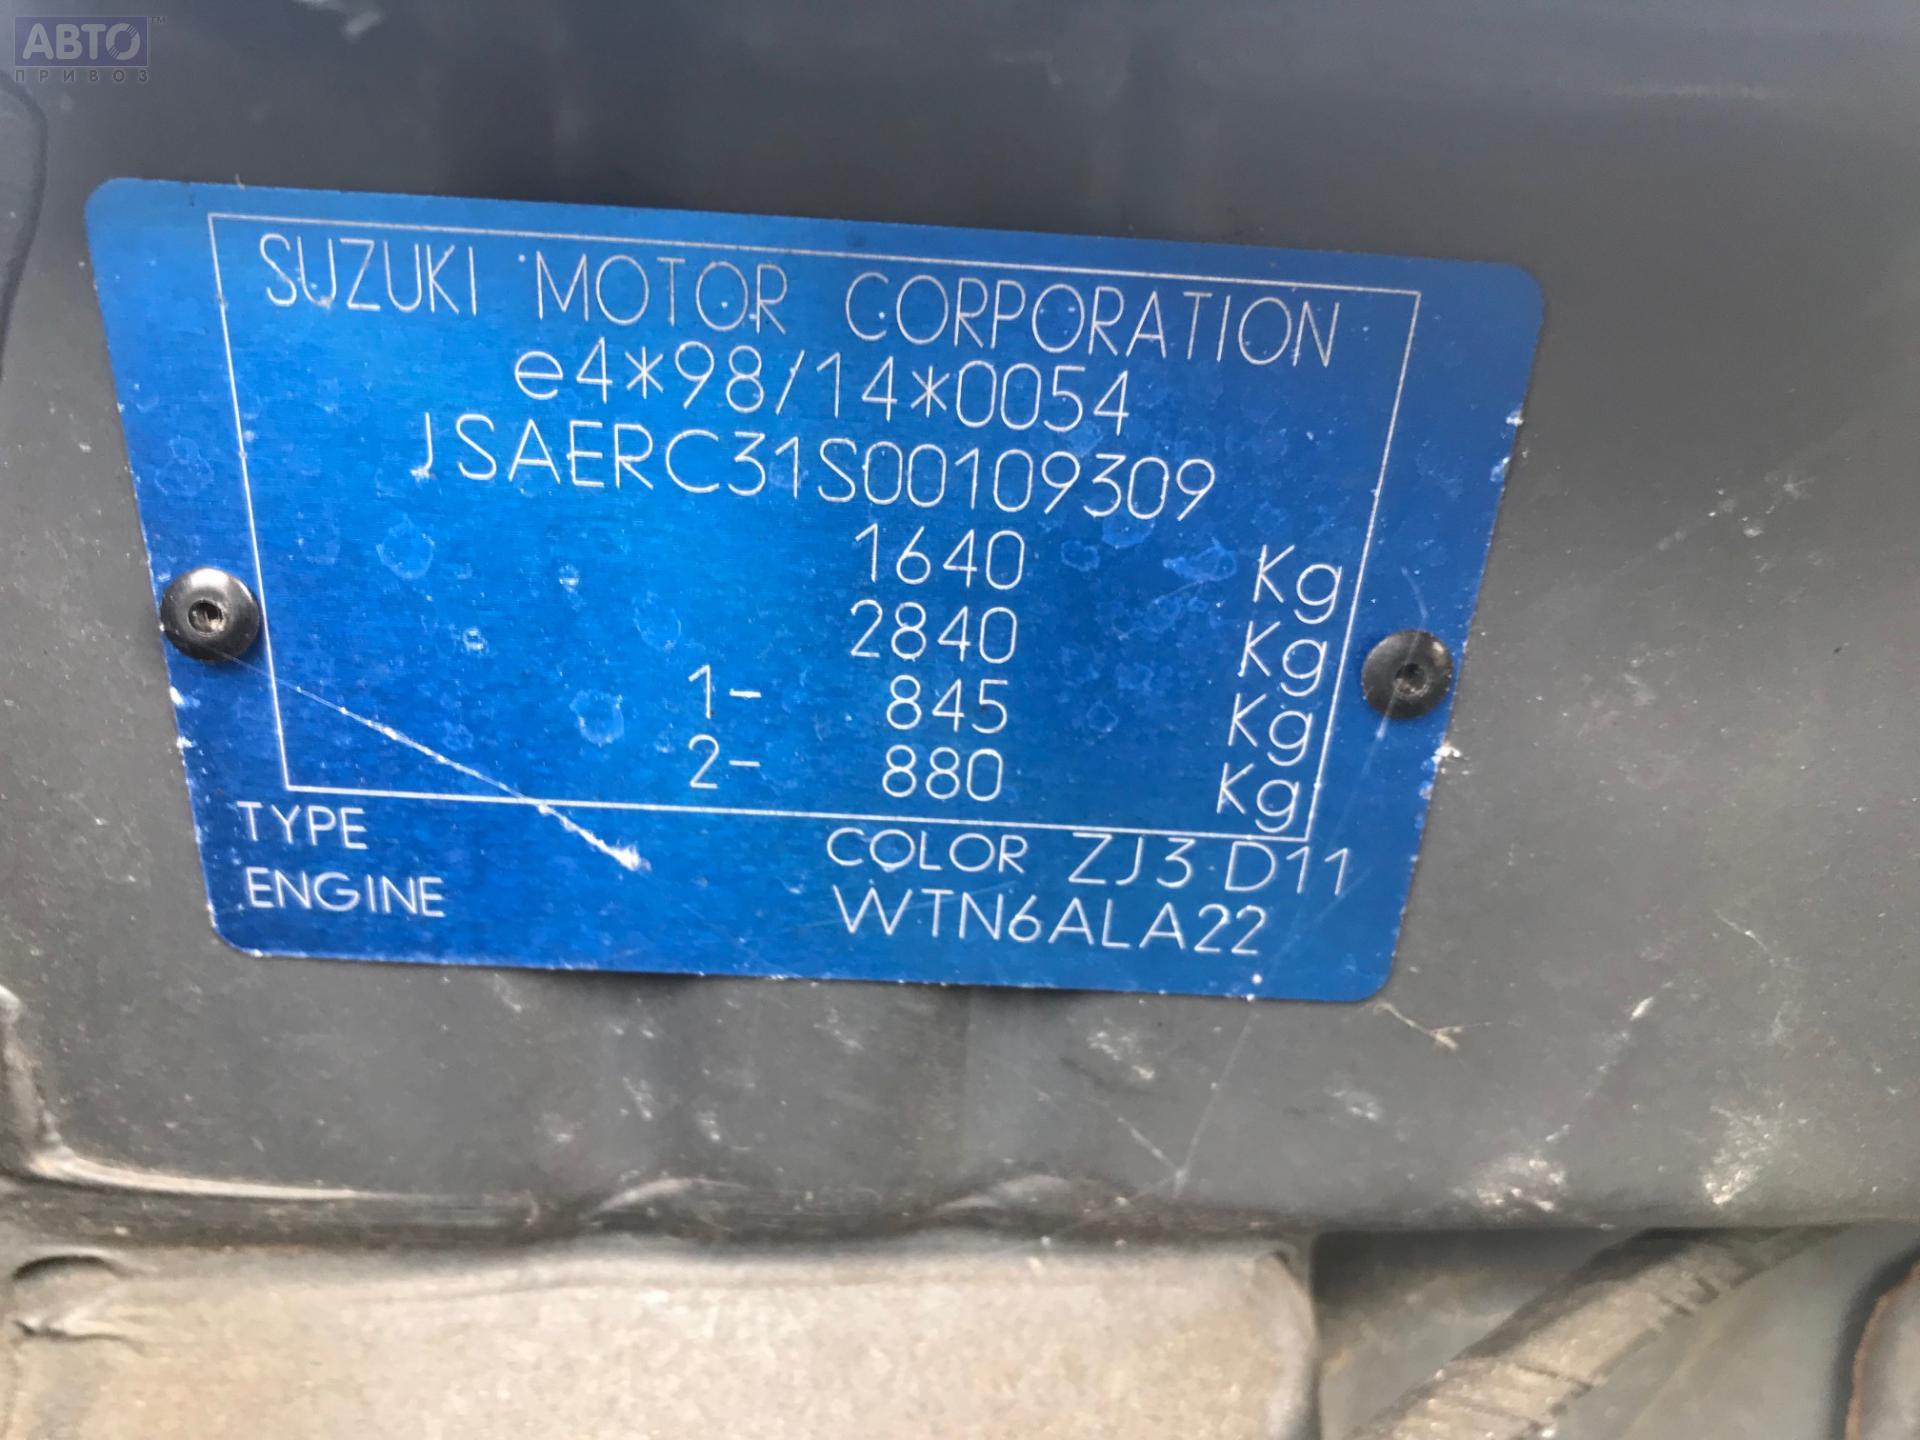 АВТО™
ПРИВОЗ
SUZUKI MOTOR CORPORATION
e4*98/14*0054
JSAERC31S00109309
1640 Kg
2840 Kg
1- 845 Kg
2- 880 Kg
TYPE COLOR ZJ3 D11
ENGINE WTN6ALA22